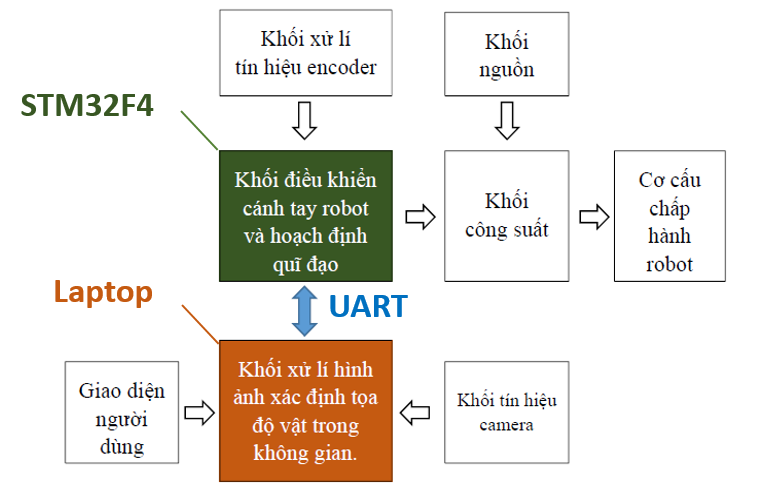 Khối xử lí
tín hiệu encoder
Khối
nguồn
STM32F4
Khối điều khiển
cánh tay robot
và hoạch định
quĩ đạo
Khối
công suất
Cơ cấu
chấp
hành
robot
Laptop
UART
Giao diện
người
dùng
Khối xử lí hình
ảnh xác định tọa
độ vật trong
không gian.
Khối tín hiệu
camera